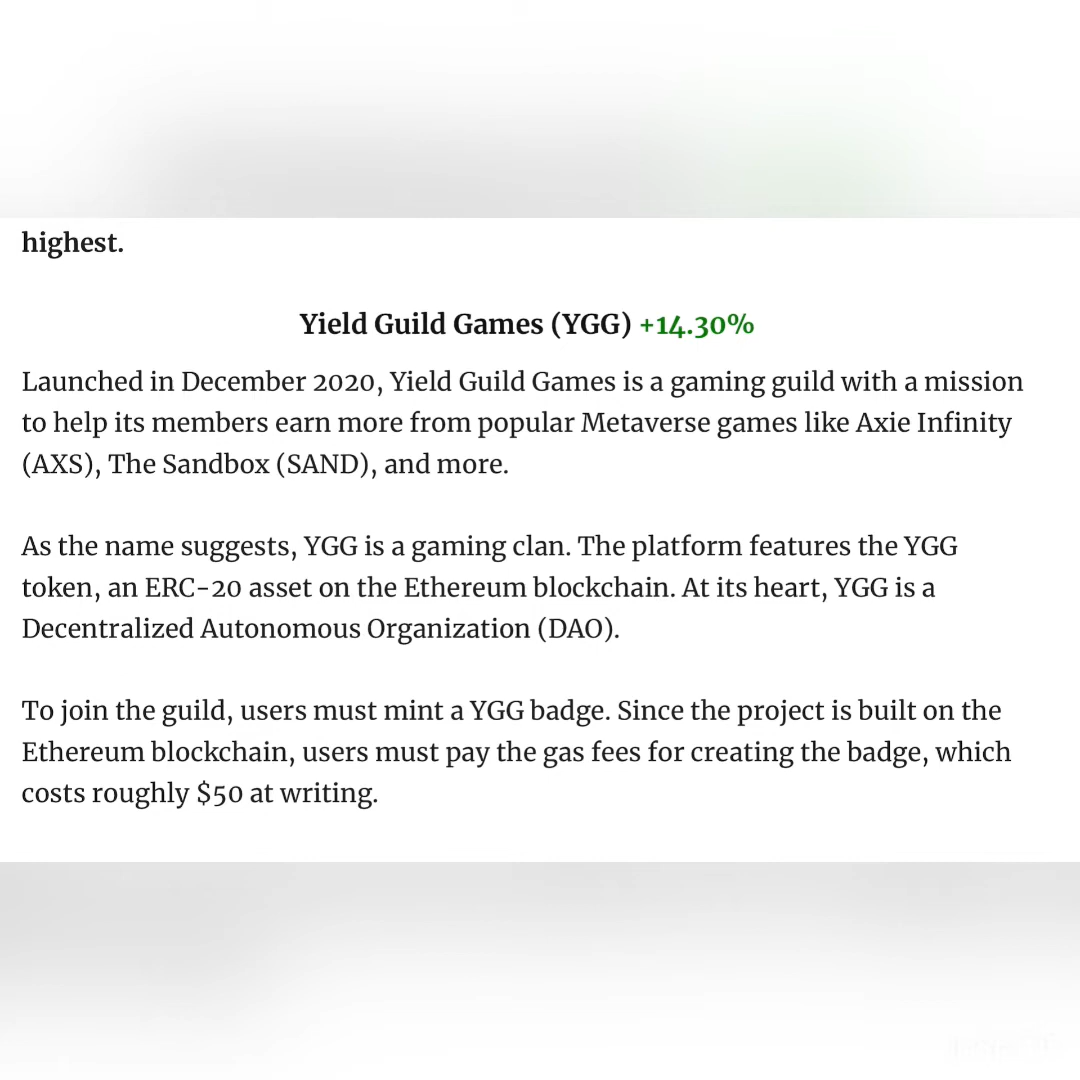 highest.
Yield Guild Games (YGG) +14.30%
Launched in December 2020, Yield Guild Games is a gaming guild with a mission
to help its members earn more from popular Metaverse games like Axie Infinity
(AXS), The Sandbox (SAND), and more.
As the name suggests, YGG is a gaming clan. The platform features the YGG
token, an ERC-20 asset on the Ethereum blockchain. At its heart, YGG is a
Decentralized Autonomous Organization (DAO).
To join the guild, users must mint a YGG badge. Since the project is built on the
Ethereum blockchain, users must pay the gas fees for creating the badge, which
costs roughly $50 at writing.